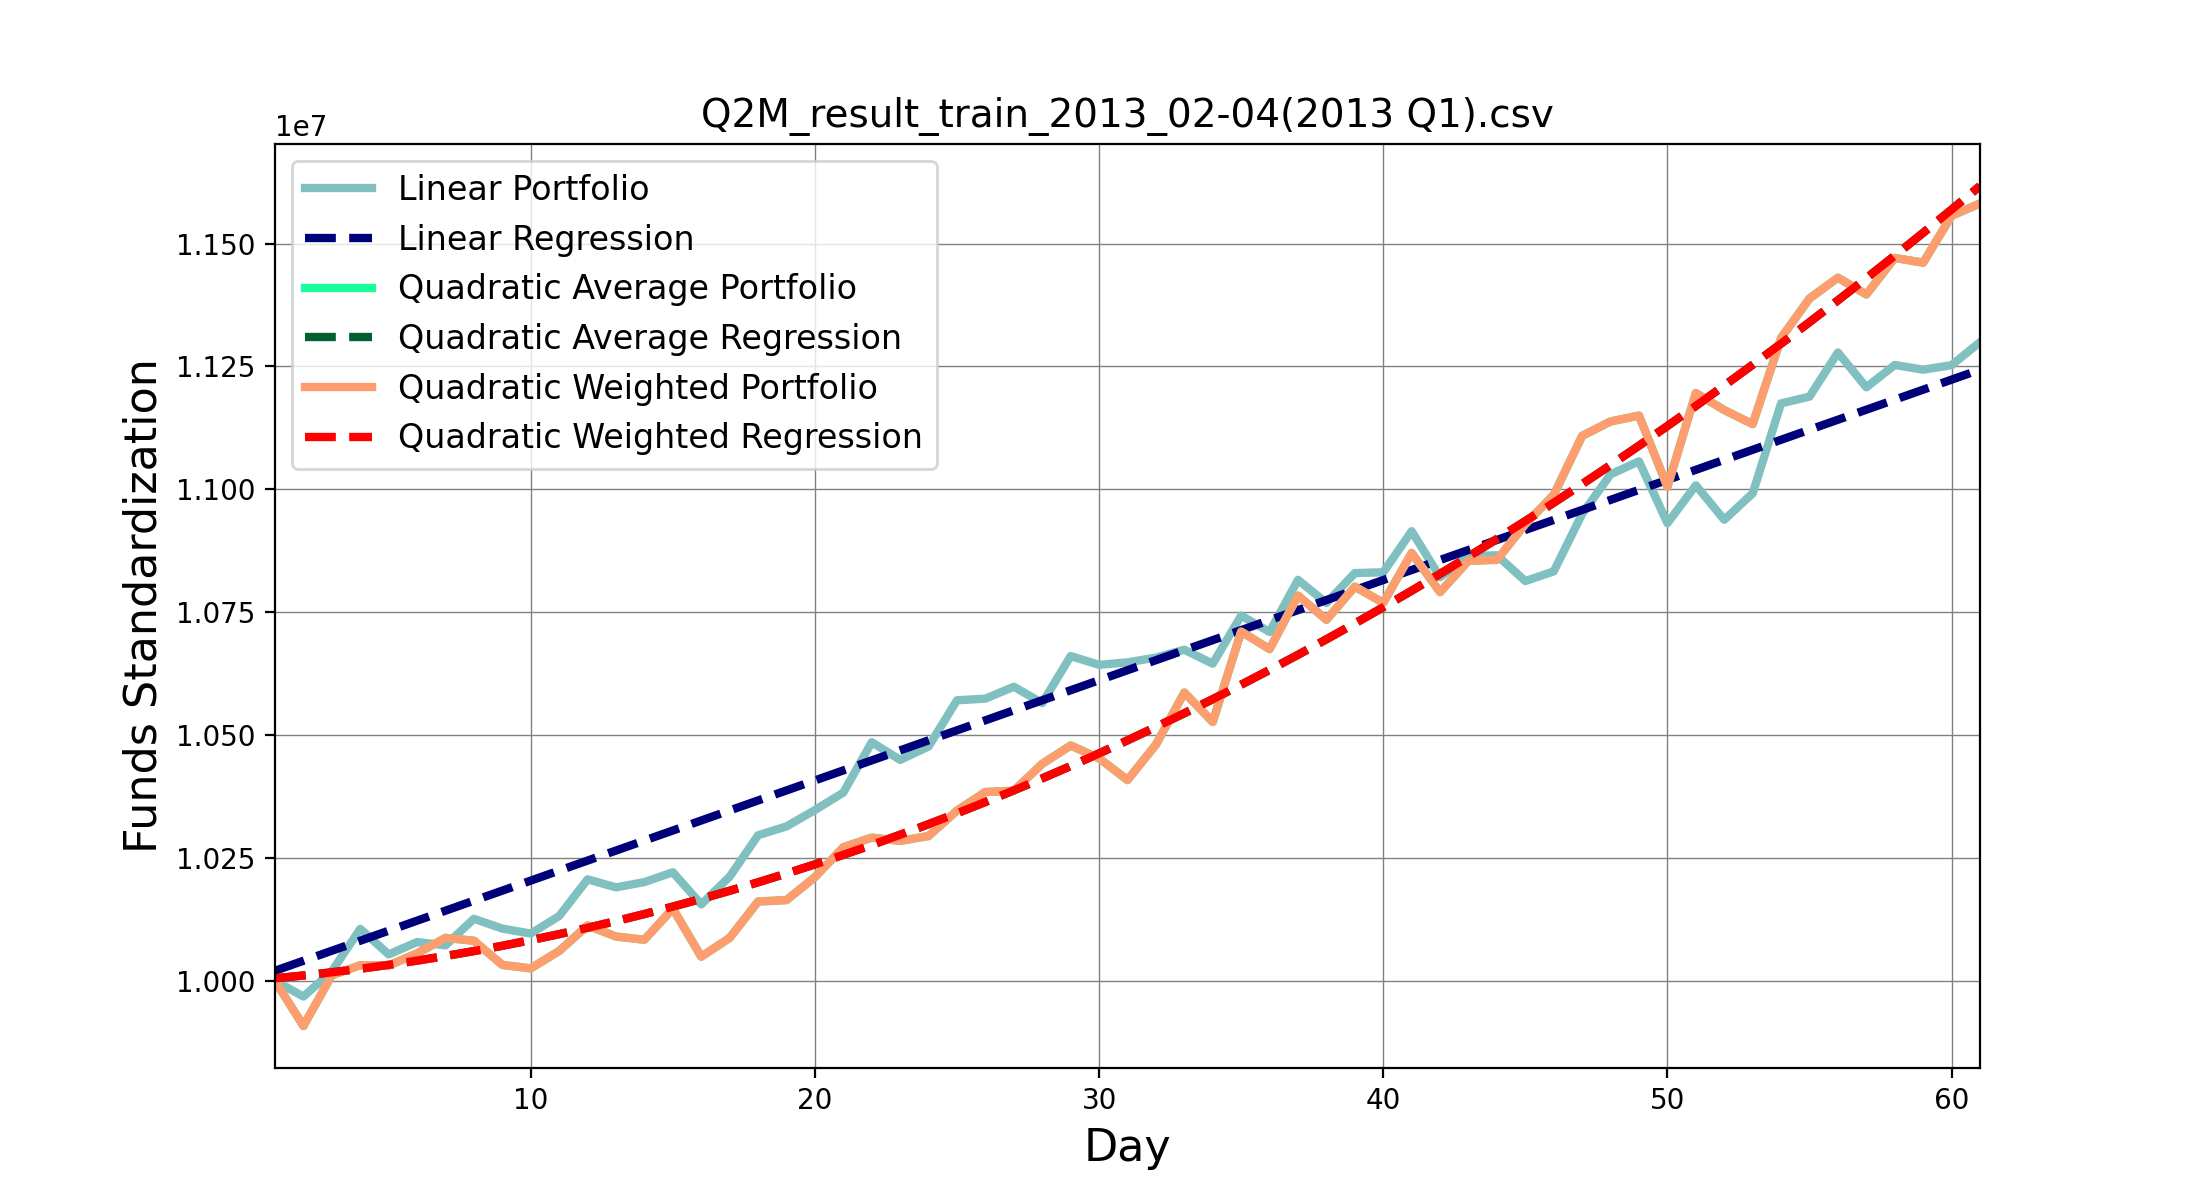 Q2M_result_train_2013_02-04(2013 Q1).csv
1e7
Linear Portfolio
Linear Regression
Quadratic Average Portfolio
Quadratic Average Regression
Quadratic Weighted Portfolio
Quadratic Weighted Regression
1.150
1.125
1.100
1.075
1.050
1.025
1.000
Funds Standardization
10 20 30 40 50 60
Day